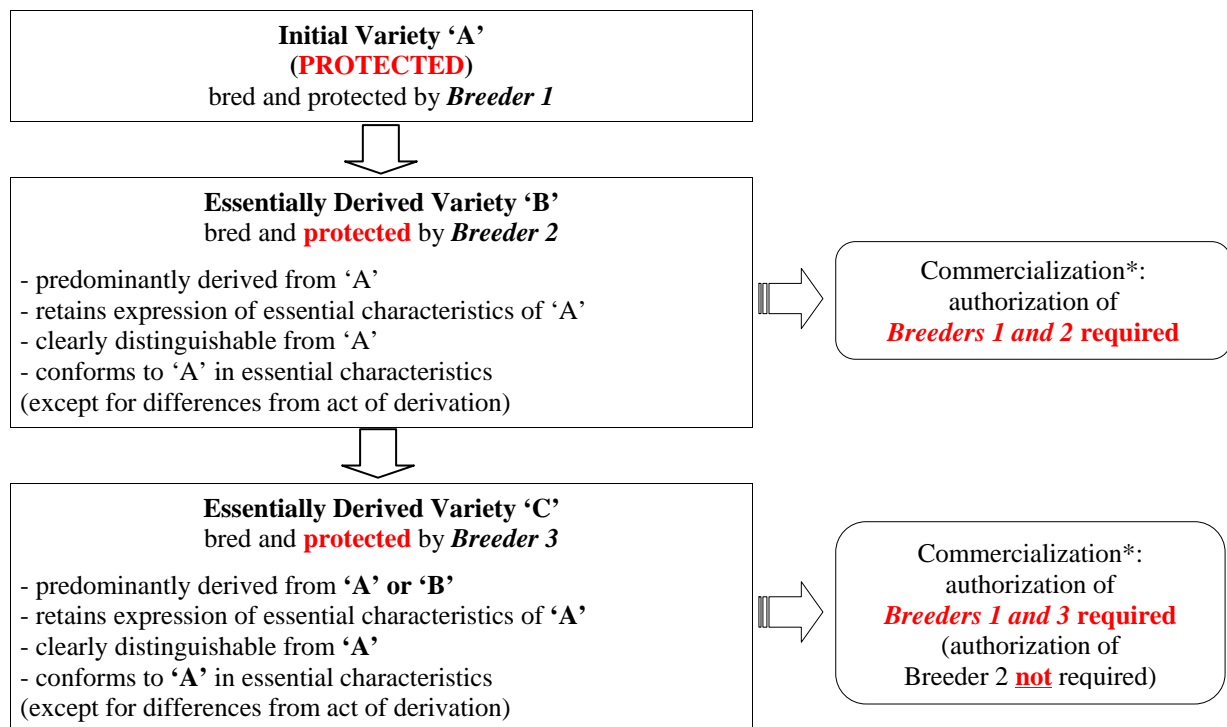 Initial Variety ‘A’
(PROTECTED)
bred and protected by Breeder 1
Essentially Derived Variety ‘B’
bred and protected by Breeder 2
- predominantly derived from ‘A’
- retains expression of essential characteristics of ‘A’
- clearly distinguishable from ‘A’
- conforms to ‘A’ in essential characteristics
(except for differences from act of derivation)
Commercialization*:
authorization of
Breeders 1 and 2 required
Essentially Derived Variety ‘C’
bred and protected by Breeder 3
- predominantly derived from ‘A’ or ‘B’
- retains expression of essential characteristics of ‘A’
- clearly distinguishable from ‘A’
- conforms to ‘A’ in essential characteristics
(except for differences from act of derivation)
Commercialization*:
authorization of
Breeders 1 and 3 required
(authorization of
Breeder 2 not required)